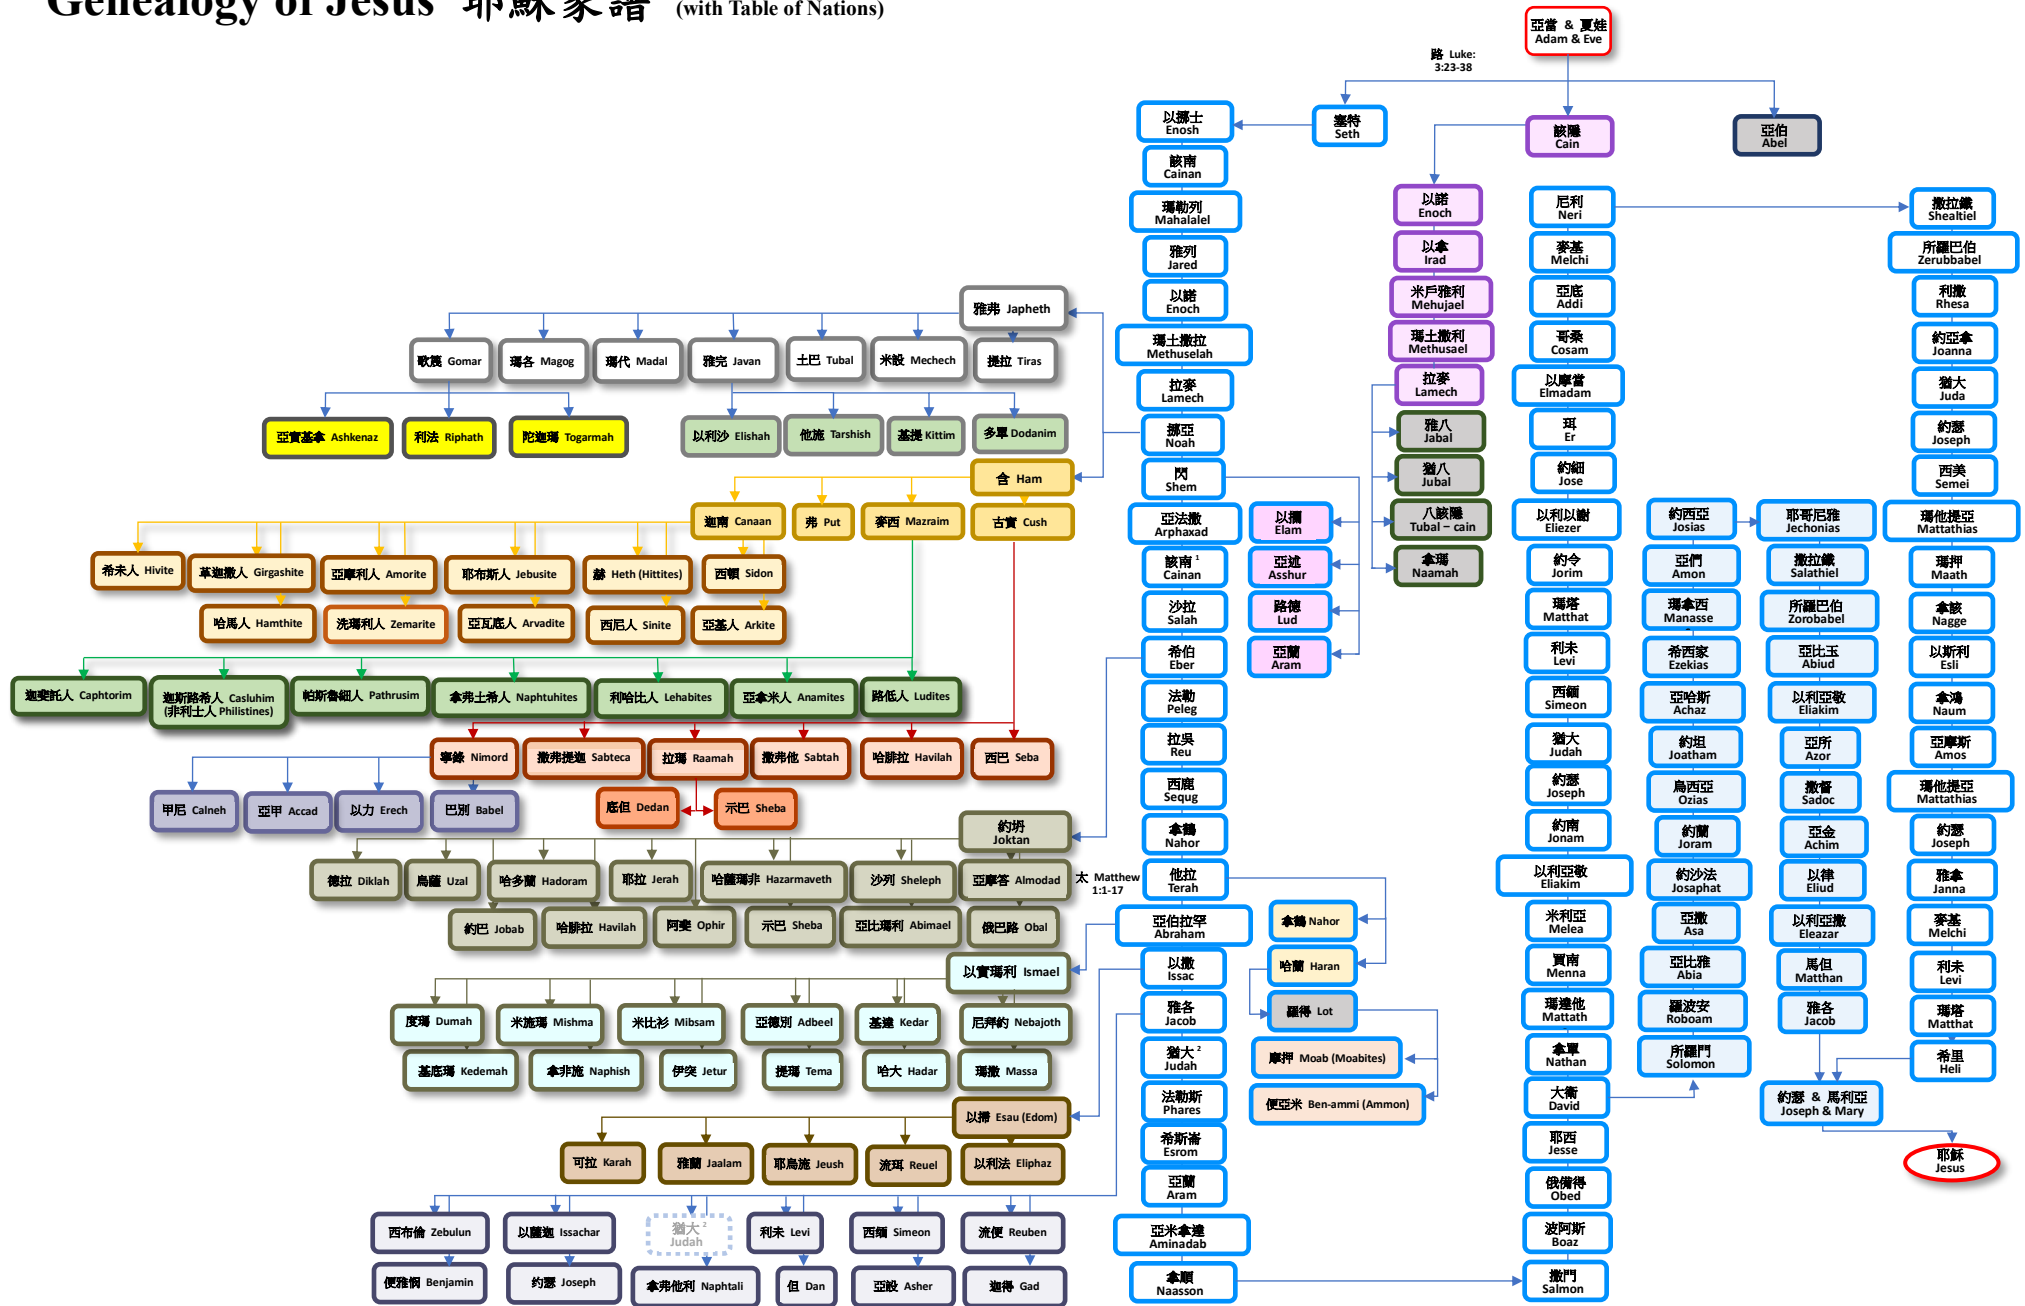 Genealogy of Jesus 耶穌家譜 (with Table of Nations)
亞當 & 夏娃
Adam & Eve
路 Luke:
3:23-38
塞特
Seth
該隱
Cain
亞伯
Abel
以挪士
Enosh
該南
Cainan
瑪勒列
Mahalalel
雅列
Jared
以諾
Enoch
瑪土撒拉
Methuselah
拉麥
Lamech
挪亞
Noah
閃
Shem
亞法撒
Arphaxad
該南 1
Cainan
沙拉
Salah
希伯
Eber
法勒
Peleg
拉吳
Reu
西鹿
Sequg
拿鶴
Nahor
太 Matthew
1:1-17
他拉
Terah
亞伯拉罕
Abraham
以撒
Issac
雅各
Jacob
猶大 2
Judah
法勒斯
Phares
希斯崙
Esrom
亞蘭
Aram
亞米拿達
Aminadab
拿順
Naasson
以諾
Enoch
以拿
Irad
米戶雅利
Mehujael
瑪土撒利
Methusael
拉麥
Lamech
雅八
Jabal
猶八
Jubal
八該隱
Tubal – cain
拿瑪
Naamah
以攔
Elam
亞述
Asshur
路德
Lud
亞蘭
Aram
拿鶴 Nahor
哈蘭 Haran
羅得 Lot
摩押 Moab (Moabites)
便亞米 Ben-ammi (Ammon)
尼利
Neri
麥基
Melchi
亞底
Addi
哥桑
Cosam
以摩當
Elmadam
珥
Er
約細
Jose
以利以謝
Eliezer
約令
Jorim
瑪塔
Matthat
利未
Levi
西緬
Simeon
猶大
Judah
約瑟
Joseph
約南
Jonam
以利亞敬
Eliakim
米利亞
Melea
買南
Menna
瑪達他
Mattath
拿單
Nathan
大衛
David
耶西
Jesse
俄備得
Obed
波阿斯
Boaz
撒門
Salmon
約西亞
Josias
亞們
Amon
瑪拿西
Manasse
希西家
Ezekias
亞哈斯
Achaz
約坦
Joatham
烏西亞
Ozias
約蘭
Joram
約沙法
Josaphat
亞撒
Asa
亞比雅
Abia
羅波安
Roboam
所羅門
Solomon
耶哥尼雅
Jechonias
撒拉鐵
Salathiel
所羅巴伯
Zorobabel
亞比玉
Abiud
以利亞敬
Eliakim
亞所
Azor
撒督
Sadoc
亞金
Achim
以律
Eliud
以利亞撒
Eleazar
馬但
Matthan
雅各
Jacob
約瑟 & 馬利亞
Joseph & Mary
耶穌
Jesus
撒拉鐵
Shealtiel
所羅巴伯
Zerubbabel
利撒
Rhesa
約亞拿
Joanna
猶大
Juda
約瑟
Joseph
西美
Semei
瑪他提亞
Mattathias
瑪押
Maath
拿該
Nagge
以斯利
Esli
拿鴻
Naum
亞摩斯
Amos
瑪他提亞
Mattathias
約瑟
Joseph
雅拿
Janna
麥基
Melchi
利未
Levi
瑪塔
Matthat
希里
Heli
雅弗 Japheth
歌篾 Gomar
瑪各 Magog
瑪代 Madal
雅完 Javan
土巴 Tubal
米設 Mechech
提拉 Tiras
亞實基拿 Ashkenaz
利法 Riphath
陀迦瑪 Togarmah
以利沙 Elishah
他施 Tarshish
基提 Kittim
多單 Dodanim
含 Ham
迦南 Canaan
弗 Put
麥西 Mazraim
古實 Cush
希未人 Hivite
革迦撒人 Girgashite
亞摩利人 Amorite
耶布斯人 Jebusite
赫 Heth (Hittites)
西頓 Sidon
哈馬人 Hamthite
洗瑪利人 Zemarite
亞瓦底人 Arvadite
西尼人 Sinite
亞基人 Arkite
迦斐託人 Caphtorim
迦斯路希人 Casluhim
(非利士人 Philistines)
帕斯魯細人 Pathrusim
拿弗土希人 Naphtuhites
利哈比人 Lehabites
亞拿米人 Anamites
路低人 Ludites
寧錄 Nimord
撒弗提迦 Sabteca
拉瑪 Raamah
撒弗他 Sabtah
哈腓拉 Havilah
西巴 Seba
甲尼 Calneh
亞甲 Accad
以力 Erech
巴別 Babel
底但 Dedan
示巴 Sheba
約坍
Joktan
德拉 Diklah
烏薩 Uzal
哈多蘭 Hadoram
耶拉 Jerah
哈薩瑪非 Hazarmaveth
沙列 Sheleph
亞摩答 Almodad
約巴 Jobab
哈腓拉 Havilah
阿斐 Ophir
示巴 Sheba
亞比瑪利 Abimael
俄巴路 Obal
以實瑪利 Ismael
度瑪 Dumah
米施瑪 Mishma
米比衫 Mibsam
亞德別 Adbeel
基達 Kedar
尼拜約 Nebajoth
基底瑪 Kedemah
拿非施 Naphish
伊突 Jetur
提瑪 Tema
哈大 Hadar
瑪撒 Massa
以掃 Esau (Edom)
可拉 Karah
雅蘭 Jaalam
耶烏施 Jeush
流珥 Reuel
以利法 Eliphaz
西布倫 Zebulun
以薩迦 Issachar
猶大 2
Judah
利未 Levi
西缅 Simeon
流便 Reuben
便雅悯 Benjamin
约瑟 Joseph
拿弗他利 Naphtali
但 Dan
亞設 Asher
迦得 Gad